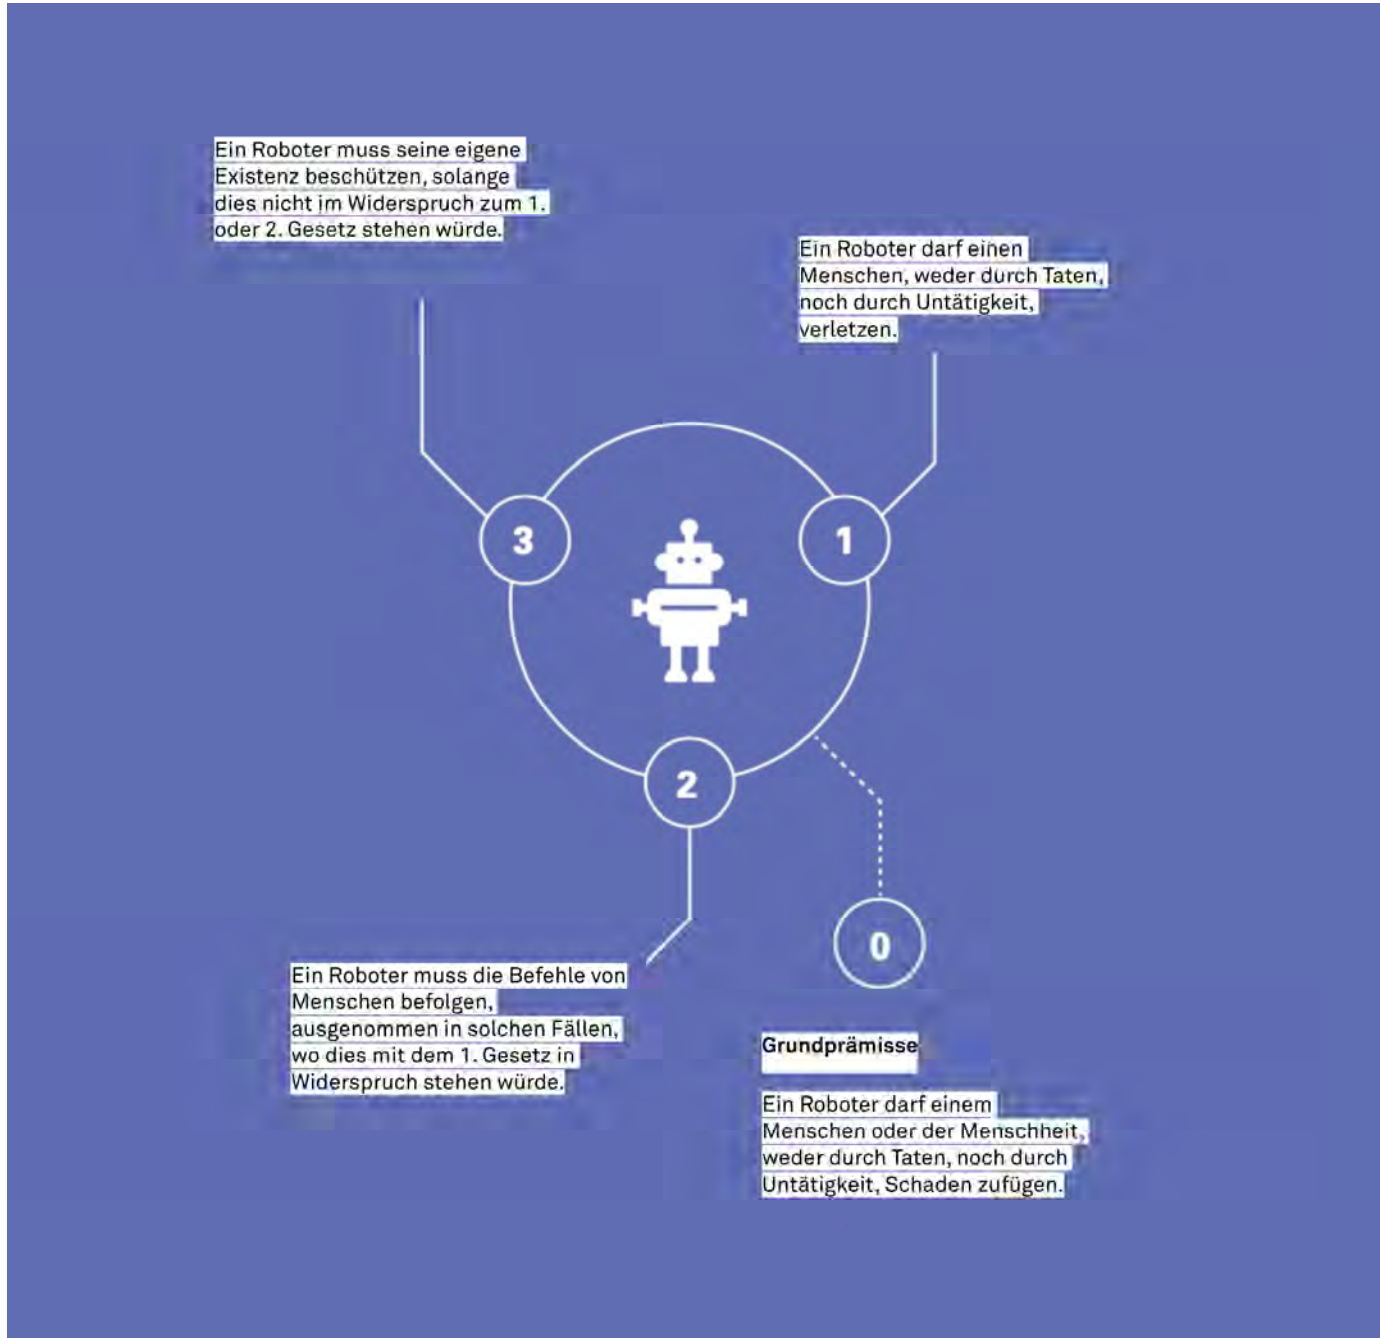 Ein Roboter muss seine eigene
Existenz beschützen, solange
dies nicht im Widerspruch zum 1.
oder 2. Gesetz stehen würde.
Ein Roboter darf einen
Menschen, weder durch Taten,
noch durch Untätigkeit,
verletzen.
3
1
2
0
Ein Roboter muss die Befehle von
Menschen befolgen,
ausgenommen in solchen Fällen,
wo dies mit dem 1. Gesetz in
Widerspruch stehen würde.
Grundprämisse
Ein Roboter darf einem
Menschen oder der Menschheit,
weder durch Taten, noch durch
Untätigkeit, Schaden zufügen.